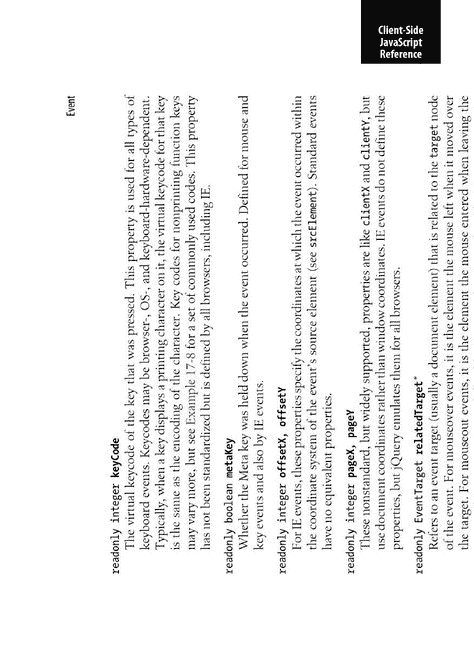 Client-Side
JavaScript
Reference
Event
readonly integer keyCode
The virtual keycode of the key that was pressed. This property is used for all types of
keyboard events. Keycodes may be browser-, OS-, and keyboard-hardware-dependent.
Typically, when a key displays a printing character on it, the virtual keycode for that key
is the same as the encoding of the character. Key codes for nonprinting function keys
may vary more, but see Example 17-8 for a set of commonly used codes. This property
has not been standardized but is defined by all browsers, including IE.
readonly boolean metaKey
Whether the Meta key was held down when the event occurred. Defined for mouse and
key events and also by IE events.
readonly integer offsetX, offsetY
For IE events, these properties specify the coordinates at which the event occurred within
the coordinate system of the event's source element (see srcElement). Standard events
have no equivalent properties.
readonly integer pageX, pageY
These nonstandard, but widely supported, properties are like clientX and clientY, but
use document coordinates rather than window coordinates. IE events do not define these
properties, but jQuery emulates them for all browsers.
readonly EventTarget relatedTarget*
Refers to an event target (usually a document element) that is related to the target node
of the event. For mouseover events, it is the element the mouse left when it moved over
the target. For mouseout events, it is the element the mouse entered when leaving the